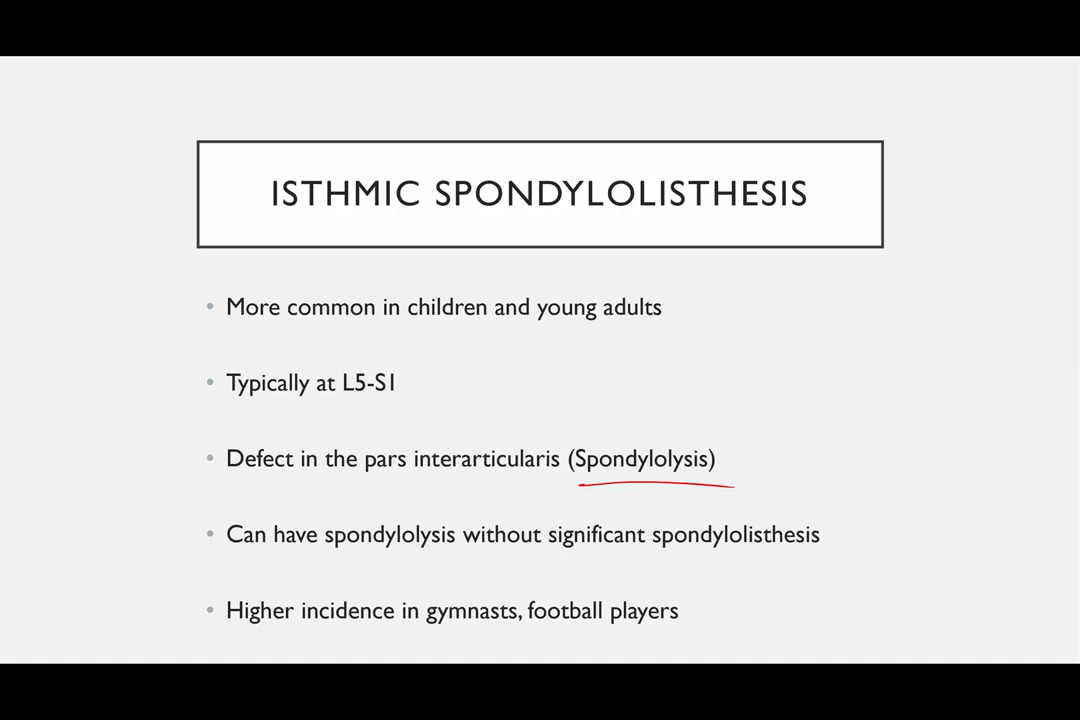 ISTHMIC SPONDYLOLISTHESIS
• More common in children and young adults
• Typically at L5-S1
• Defect in the pars interarticularis (Spondylolysis)
• Can have spondylolysis without significant spondylolisthesis
• Higher incidence in gymnasts, football players